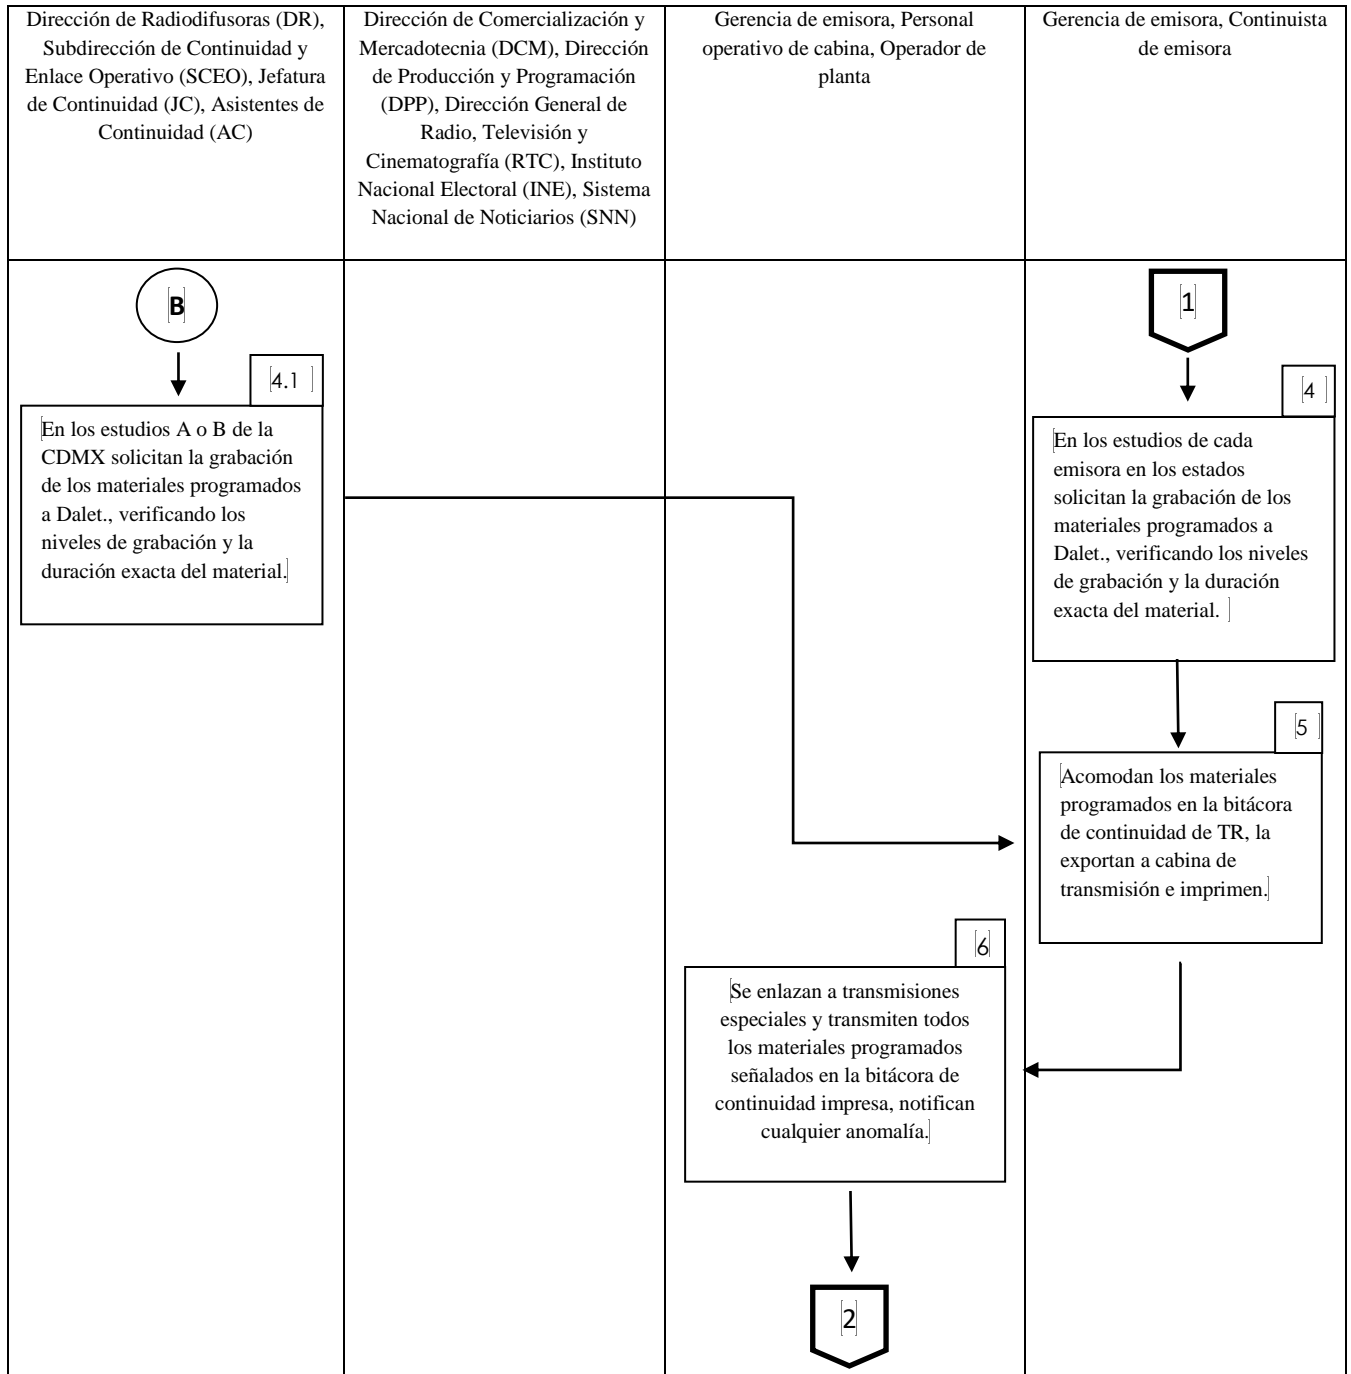 Dirección de Radiodifusoras (DR),
Subdirección de Continuidad y
Enlace Operativo (SCEO), Jefatura
de Continuidad (JC), Asistentes de
Continuidad (AC)
Dirección de Comercialización y
Mercadotecnia (DCM), Dirección
de Producción y Programación
(DPP), Dirección General de
Radio, Televisión y
Cinematografía (RTC), Instituto
Nacional Electoral (INE), Sistema
Nacional de Noticiarios (SNN)
Gerencia de emisora, Personal
operativo de cabina, Operador de
planta
Gerencia de emisora, Continuista
de emisora
B
4.1
En los estudios A o B de la
CDMX solicitan la grabación
de los materiales programados
a Dalet., verificando los
niveles de grabación y la
duración exacta del material.
1
4
En los estudios de cada
emisora en los estados
solicitan la grabación de los
materiales programados a
Dalet., verificando los niveles
de grabación y la duración
exacta del material.
5
Acomodan los materiales
programados en la bitácora
de continuidad de TR, la
exportan a cabina de
transmisión e imprimen.
6
Se enlazan a transmisiones
especiales y transmiten todos
los materiales programados
señalados en la bitácora de
continuidad impresa, notifican
cualquier anomalía.
2